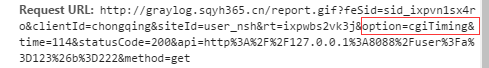 Request URL: http://graylog.sqyh365.cn/report.gif?feSid=sid_ixpvn1sx4r
o&clientId=chongqing&siteId=user_nsh&rt=ixpwbs2vk3j&option=cgiTiming&
time=114&statusCode=200&api=http%3A%2F%2F127.0.0.1%3A8088%2Fuser%3Fa%
3D123%26b%3D222&method=get